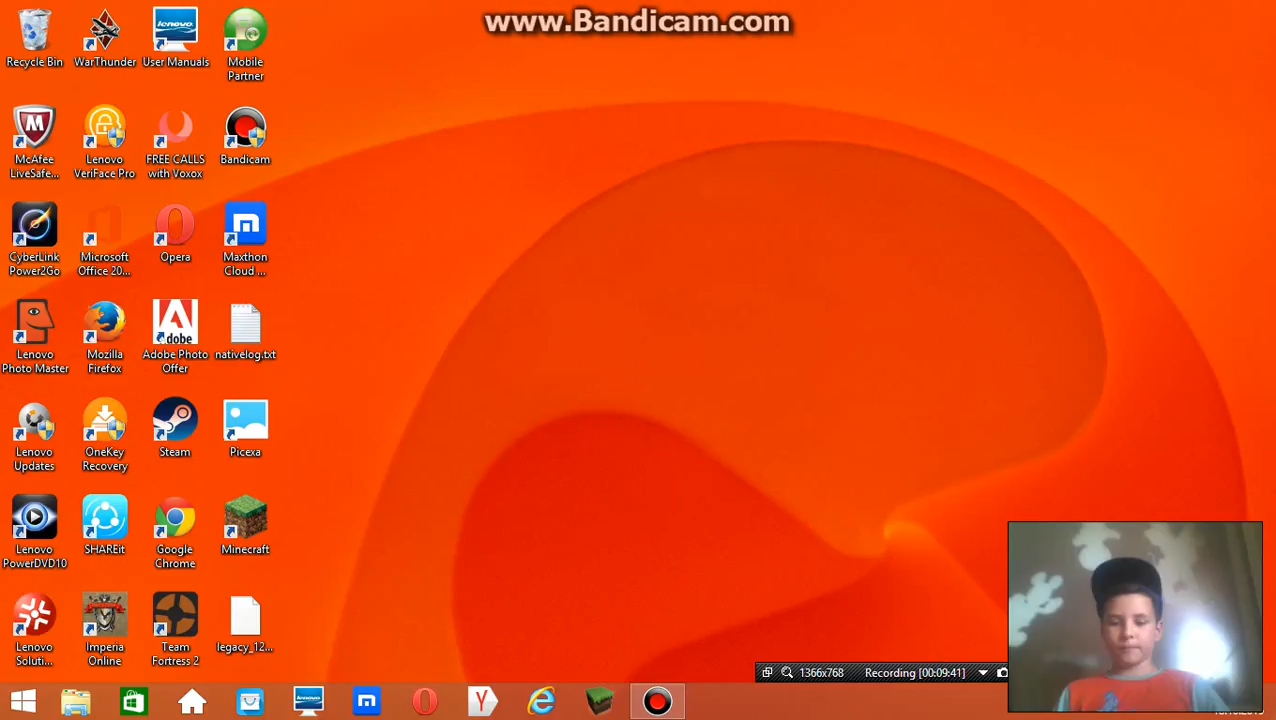 www.Bandicam.com
Recycle Bin
WarThunder
User Manuals
Mobile
Partner
McAfee
LiveSafe...
Lenovo
VeriFace Pro
FREE CALLS
with Voxox
Bandicam
CyberLink
Power2Go
Microsoft
Office 20...
Opera
Maxthon
Cloud ...
Lenovo
Photo Master
Mozilla
Firefox
Adobe
Adobe Photo
Offer
nativelog.txt
Lenovo
Updates
OneKey
Recovery
Steam
Picexa
Lenovo
PowerDVD10
SHAREit
Google
Chrome
Minecraft
Lenovo
Soluti...
Imperia
Online
Team
Fortress 2
legacy_12...
1366x768
Recording [00:09:41]
lenovo